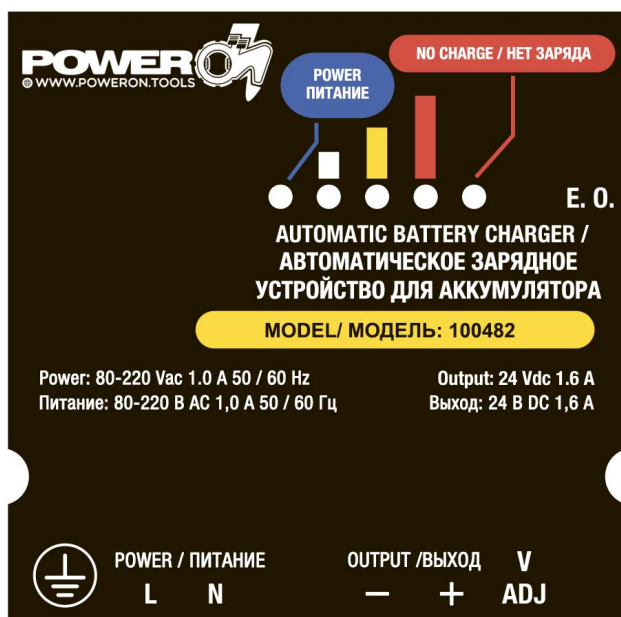 POWERON
WWW.POWERON.TOOLS
POWER
ПИТАНИЕ
NO CHARGE / НЕТ ЗАРЯДА
E. O.
AUTOMATIC BATTERY CHARGER /
АВТОМАТИЧЕСКОЕ ЗАРЯДНОЕ
УСТРОЙСТВО ДЛЯ АККУМУЛЯТОРА
MODEL/ МОДЕЛЬ: 100482
Power: 80-220 Vac 1.0 A 50 / 60 Hz
Питание: 80-220 В AC 1,0 А 50 / 60 Гц
Output: 24 Vdc 1.6 A
Выход: 24 В DC 1,6 А
POWER / ПИТАНИЕ
L N
OUTPUT /ВЫХОД V
− + ADJ